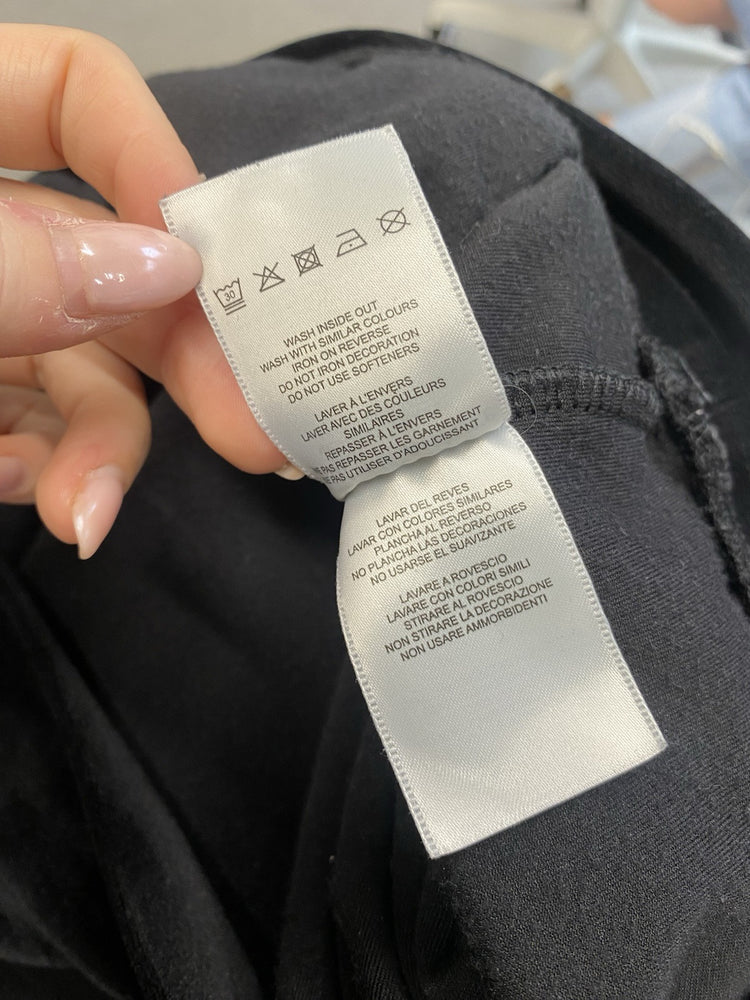 30
WASH INSIDE OUT
WASH WITH SIMILAR COLOURS
IRON ON REVERSE
DO NOT IRON DECORATION
DO NOT USE SOFTENERS
LAVER À L'ENVERS
LAVER AVEC DES COULEURS
SIMILAIRES
REPASSER À L'ENVERS
PAS REPASSER LES GARNEMENT
PAS UTILISER D'ADOUCISSANT
LAVAR DEL REVES
LAVAR CON COLORES SIMILARES
PLANCHA AL REVERSO
NO PLANCHA LAS DECORACIONES
NO USARSE EL SUAVIZANTE
LAVARE A ROVESCIO
LAVARE CON COLORI SIMILI
STIRARE AL ROVESCIO
NON STIRARE LA DECORAZIONE
NON USARE AMMORBIDENTI